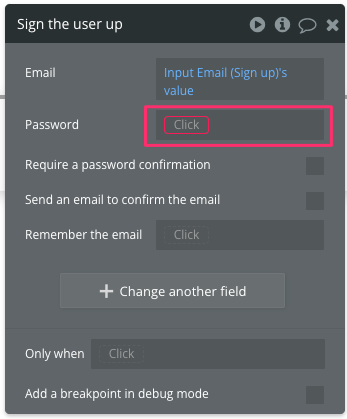 Sign the user up
Email
Input Email (Sign up)'s
value
Password
Click
Require a password confirmation
Send an email to confirm the email
Remember the email
Click
+ Change another field
Only when
Click
Add a breakpoint in debug mode